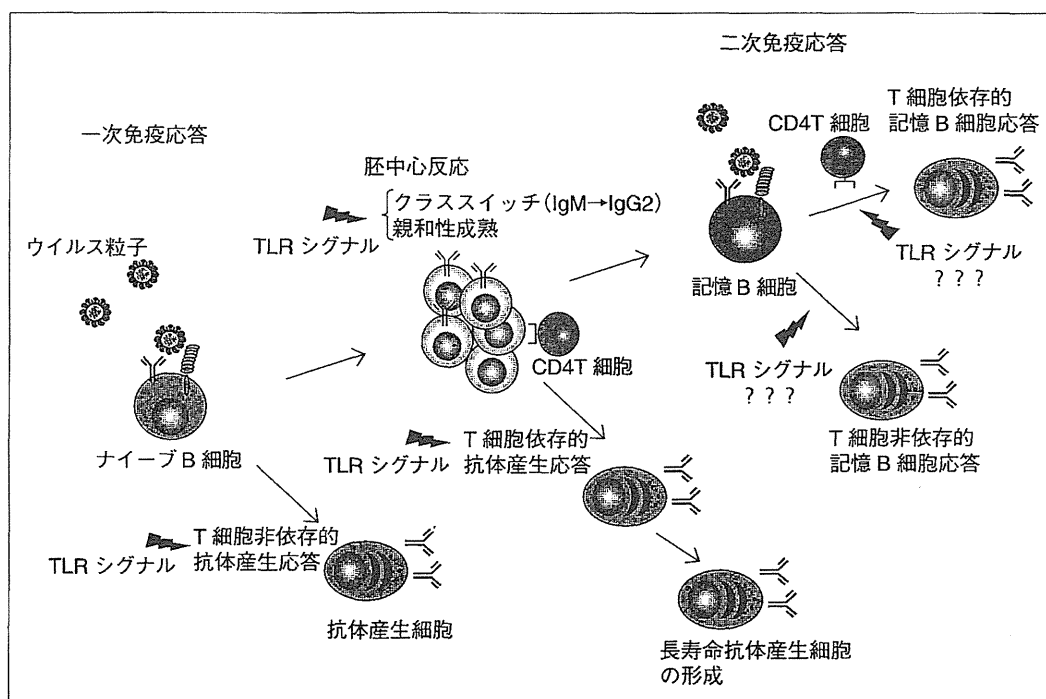 二次免疫応答
T 細胞依存的
記憶 B 細胞応答
CD4T 細胞
一次免疫応答
胚中心反応
クラススイッチ(IgM→IgG2)
親和性成熟
TLR シグナル
ウイルス粒子
TLR シグナル
? ? ?
記憶 B 細胞
CD4T 細胞
TLR シグナル
? ? ?
T 細胞非依存的
記憶 B 細胞応答
ナイーブ B 細胞
TLR シグナル
T 細胞依存的
抗体産生応答
TLR シグナル
T 細胞非依存的
抗体産生応答
抗体産生細胞
長寿命抗体産生細胞
の形成